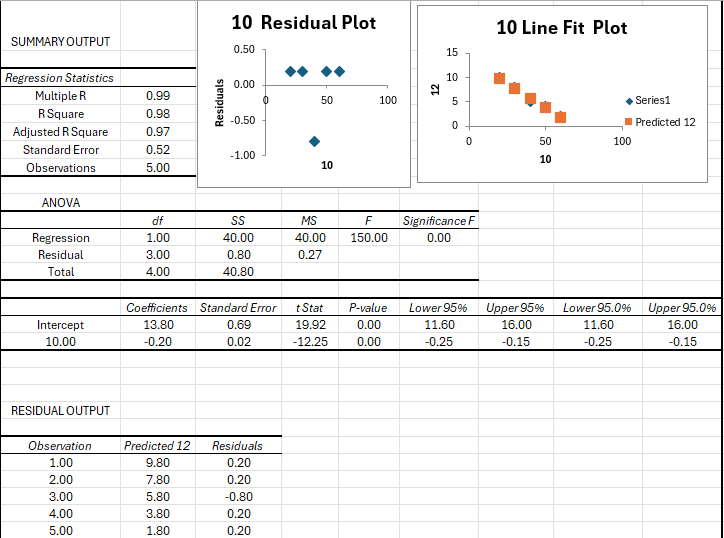 SUMMARY OUTPUT
Regression Statistics
Multiple R 0.99
R Square 0.98
Adjusted R Square 0.97
Standard Error 0.52
Observations 5.00
10 Residual Plot
0.50
0.00
-0.50
-1.00
0 50 100
Residuals
10
10 Line Fit Plot
15
10
5
0
0 50 100
12
10
Series1
Predicted 12
ANOVA
df SS MS F Significance F
Regression 1.00 40.00 40.00 150.00 0.00
Residual 3.00 0.80 0.27
Total 4.00 40.80
Coefficients Standard Error t Stat P-value Lower 95% Upper 95% Lower 95.0% Upper 95.0%
Intercept 13.80 0.69 19.92 0.00 11.60 16.00 11.60 16.00
10.00 -0.20 0.02 -12.25 0.00 -0.25 -0.15 -0.25 -0.15
RESIDUAL OUTPUT
Observation Predicted 12 Residuals
1.00 9.80 0.20
2.00 7.80 0.20
3.00 5.80 -0.80
4.00 3.80 0.20
5.00 1.80 0.20